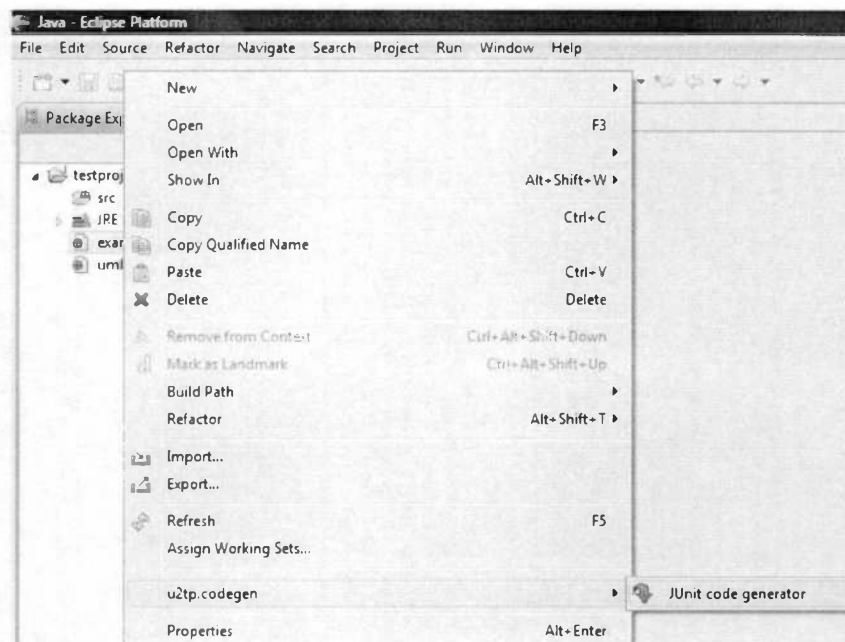 Java - Eclipse Platform
File Edit Source Refactor Navigate Search Project Run Window Help
New
Package Exp
Open F3
Open With
testproj
Show In Alt+Shift+W
src
JRE
Copy Ctrl+C
exar
Copy Qualified Name
uml
Paste Ctrl+V
Delete Delete
Remove from Context Ctrl+Alt+Shift+Down
Mark as Landmark Ctrl+Alt+Shift+Up
Build Path
Refactor Alt+Shift+T
Import...
Export...
Refresh F5
Assign Working Sets...
u2tp.codegen JUnit code generator
Properties Alt+Enter